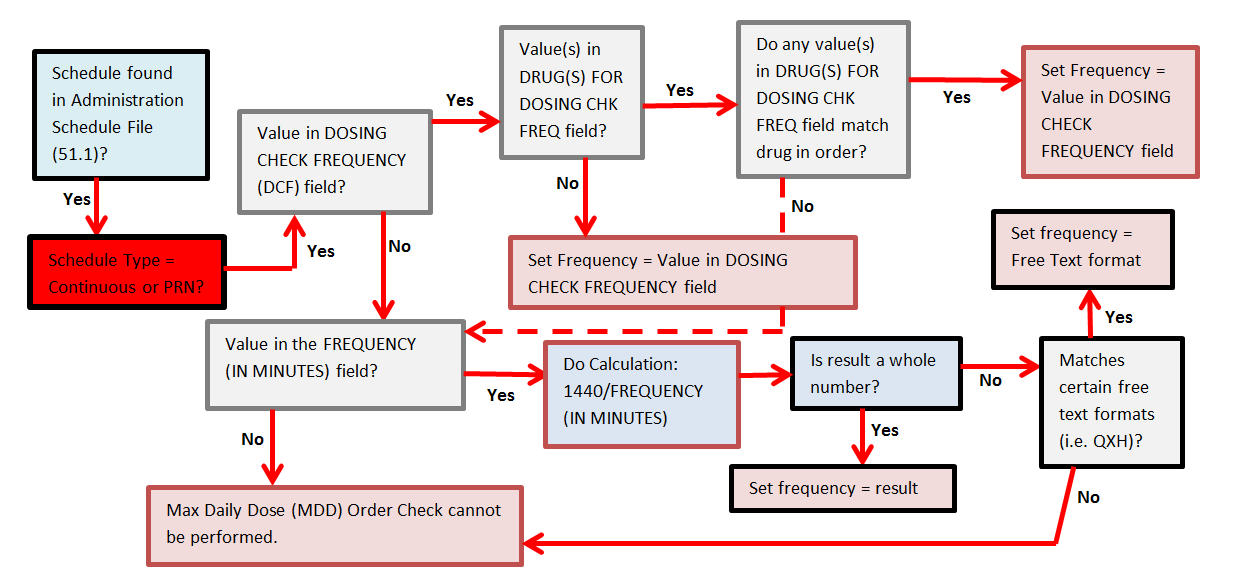 Schedule found
in Administration
Schedule File
(51.1)?
Yes
Schedule Type =
Continuous or PRN?
Yes
Value in DOSING
CHECK FREQUENCY
(DCF) field?
Yes
No
Value(s) in
DRUG(S) FOR
DOSING CHK
FREQ field?
Yes
No
Do any value(s)
in DRUG(S) FOR
DOSING CHK
FREQ field match
drug in order?
Yes
No
Set Frequency =
Value in DOSING
CHECK
FREQUENCY field
Set Frequency = Value in DOSING
CHECK FREQUENCY field
Value in the FREQUENCY
(IN MINUTES) field?
Yes
No
Do Calculation:
1440/FREQUENCY
(IN MINUTES)
Is result a whole
number?
No
Yes
Set frequency = result
Matches
certain free
text formats
(i.e. QXH)?
Yes
No
Set frequency =
Free Text format
Max Daily Dose (MDD) Order Check cannot
be performed.